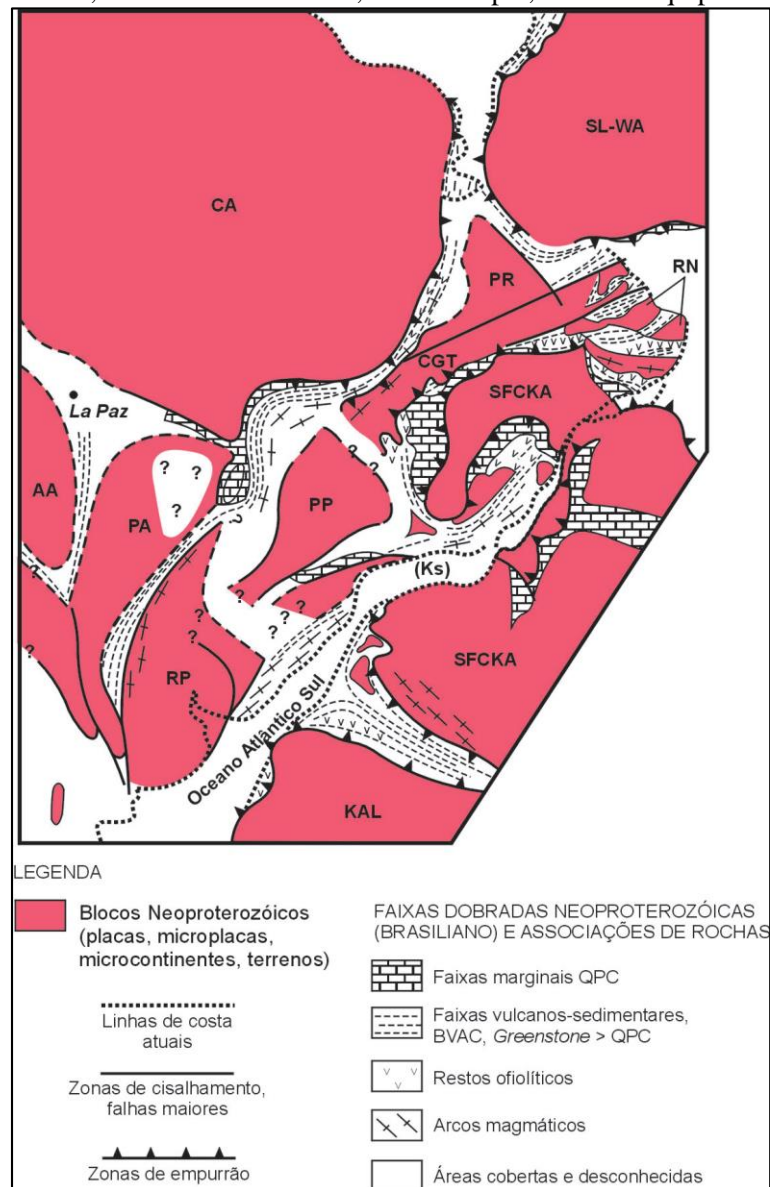 SL-WA
CA
PR
RN
CGT
La Paz
SFCKA
AA
? ?
?
PA
PP
?
?
(Ks)
?
?
?
?
?
?
?
SFCKA
RP
Oceano Atlântico Sul
KAL
LEGENDA
Blocos Neoproterozóicos
(placas, microplacas,
microcontinentes, terrenos)
Linhas de costa
atuais
Zonas de cisalhamento,
falhas maiores
Zonas de empurrão
FAIXAS DOBRADAS NEOPROTEROZÓICAS
(BRASILIANO) E ASSOCIAÇÕES DE ROCHAS
Faixas marginais QPC
Faixas vulcanos-sedimentares,
BVAC, Greenstone > QPC
Restos ofiolíticos
Arcos magmáticos
Áreas cobertas e desconhecidas